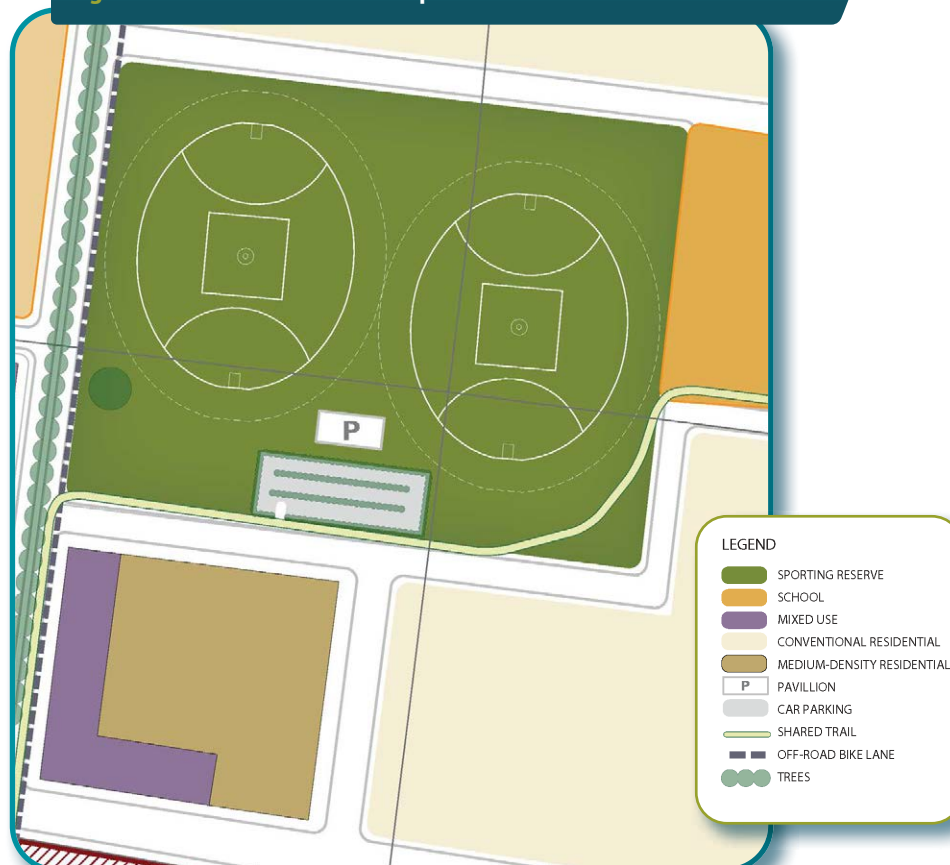 P
LEGEND
SPORTING RESERVE
SCHOOL
MIXED USE
CONVENTIONAL RESIDENTIAL
MEDIUM-DENSITY RESIDENTIAL
P PAVILLION
CAR PARKING
SHARED TRAIL
OFF-ROAD BIKE LANE
TREES